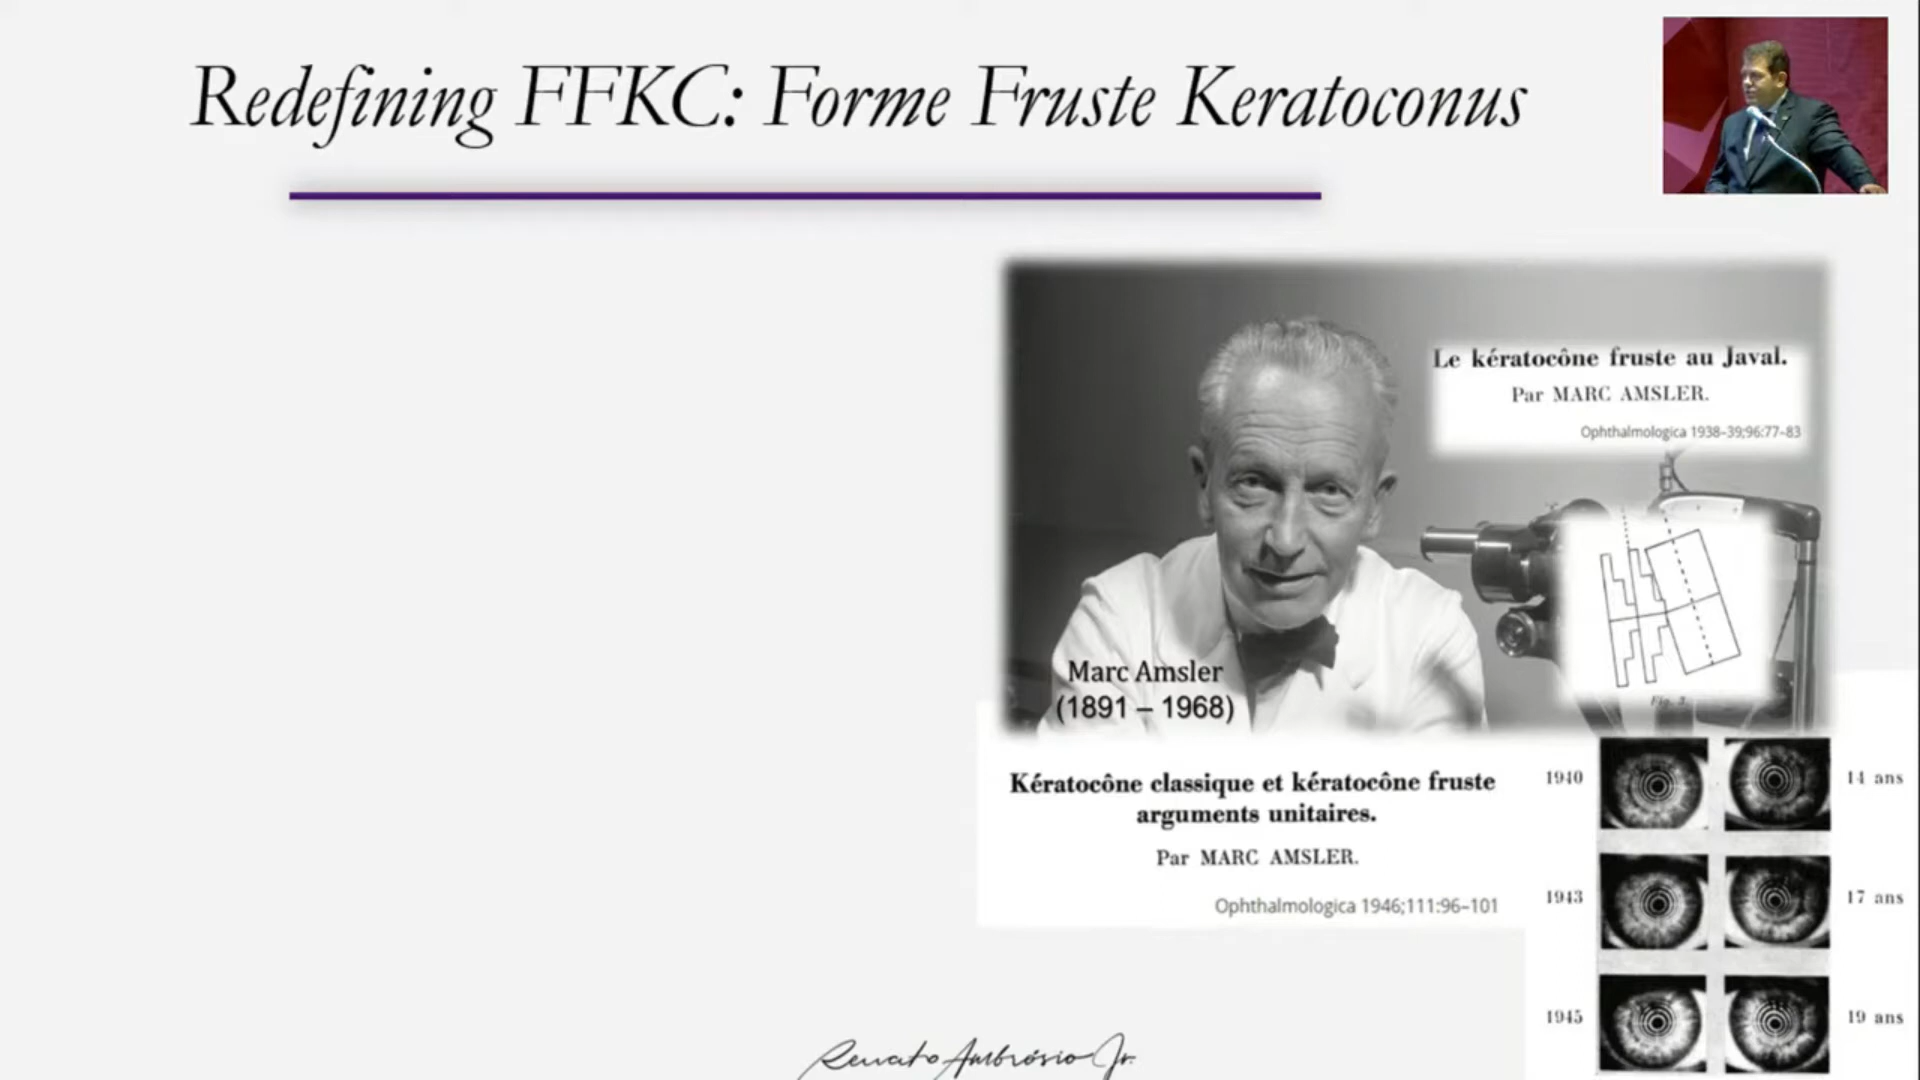 Redefining FFKC: Forme Fruste Keratoconus
Le kératocône fruste au Javal.
Par MARC AMSLER.
Ophthalmologica 1938–39;96:77–83
Fig. 3
Marc Amsler
(1891 – 1968)
Kératocône classique et kératocône fruste
arguments unitaires.
Par MARC AMSLER.
Ophthalmologica 1946;111:96–101
1940 14 ans
1943 17 ans
1945 19 ans
Renato Ambrósio Jr.